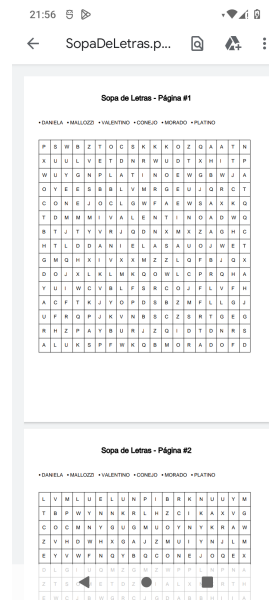 21:56
SopaDeLetras.p...
Sopa de Letras - Página #1
• DANIELA • MALLOZZI • VALENTINO • CONEJO • MORADO • PLATINO
P S W B Z T O C S K K K O Z Q A A T N
X U U L V E T D N R W U D T X H I T P
W U Y G N P L A T I N O E W G B W J A
O Y E E S B B L V M R G E U J Q R C T
C O N E J O C L G W F A E W S A X K Q
T D M M M I V A L E N T I N O A D W Q
B T J T Y V R J Q D N X M X Z A G H C
H T L D D A N I E L A S A U O J W E T
G M Q H X I V X X M Z Z L Q F B J Q X
D O J X L K L M K Q O W L C P R Q H A
Y U I W C V B L F S R C O J F L V F H
A C F T K J Y O P D S B Z M F L L G J
U F R Q P J K V N B S C Z S R T G E G
R H Z P A Y B U R J Z Q I D T D N R S
A L U K S P F W K Q B M O R A D O F D
Sopa de Letras - Página #2
• DANIELA • MALLOZZI • VALENTINO • CONEJO • MORADO • PLATINO
L V M L U E L U N P I B R K N U U Y M
T B P W Y N N K R L H Z C I K A X V G
C O C M N Y G U G M U D Y N Y K R A W
Z V H O W H X G A J Z M U I Y N J L M
E Y V W F N Q Y B Q C O N E J O Q E X